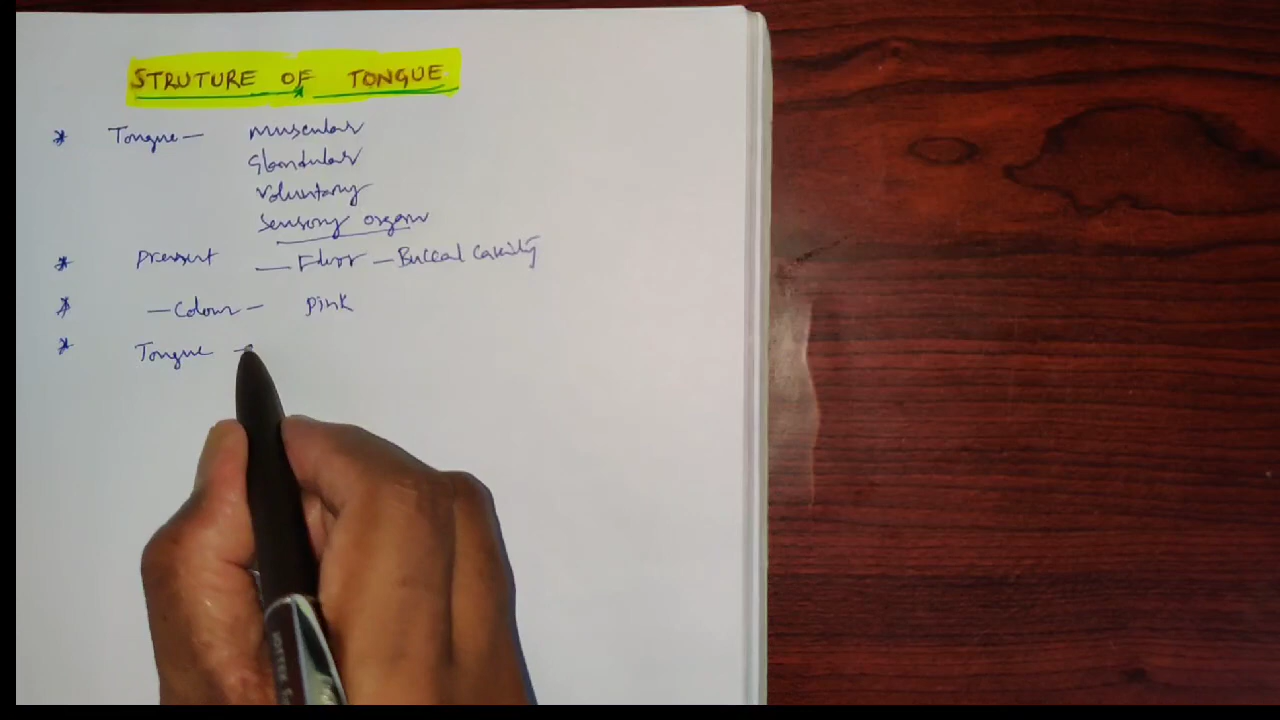 STRUTURE OF TONGUE
* Tongue — muscular
Glandular
Voluntary
Sensory organ
* Present — Floor — Buccal Cavity
* — Colour — Pink
* Tongue —